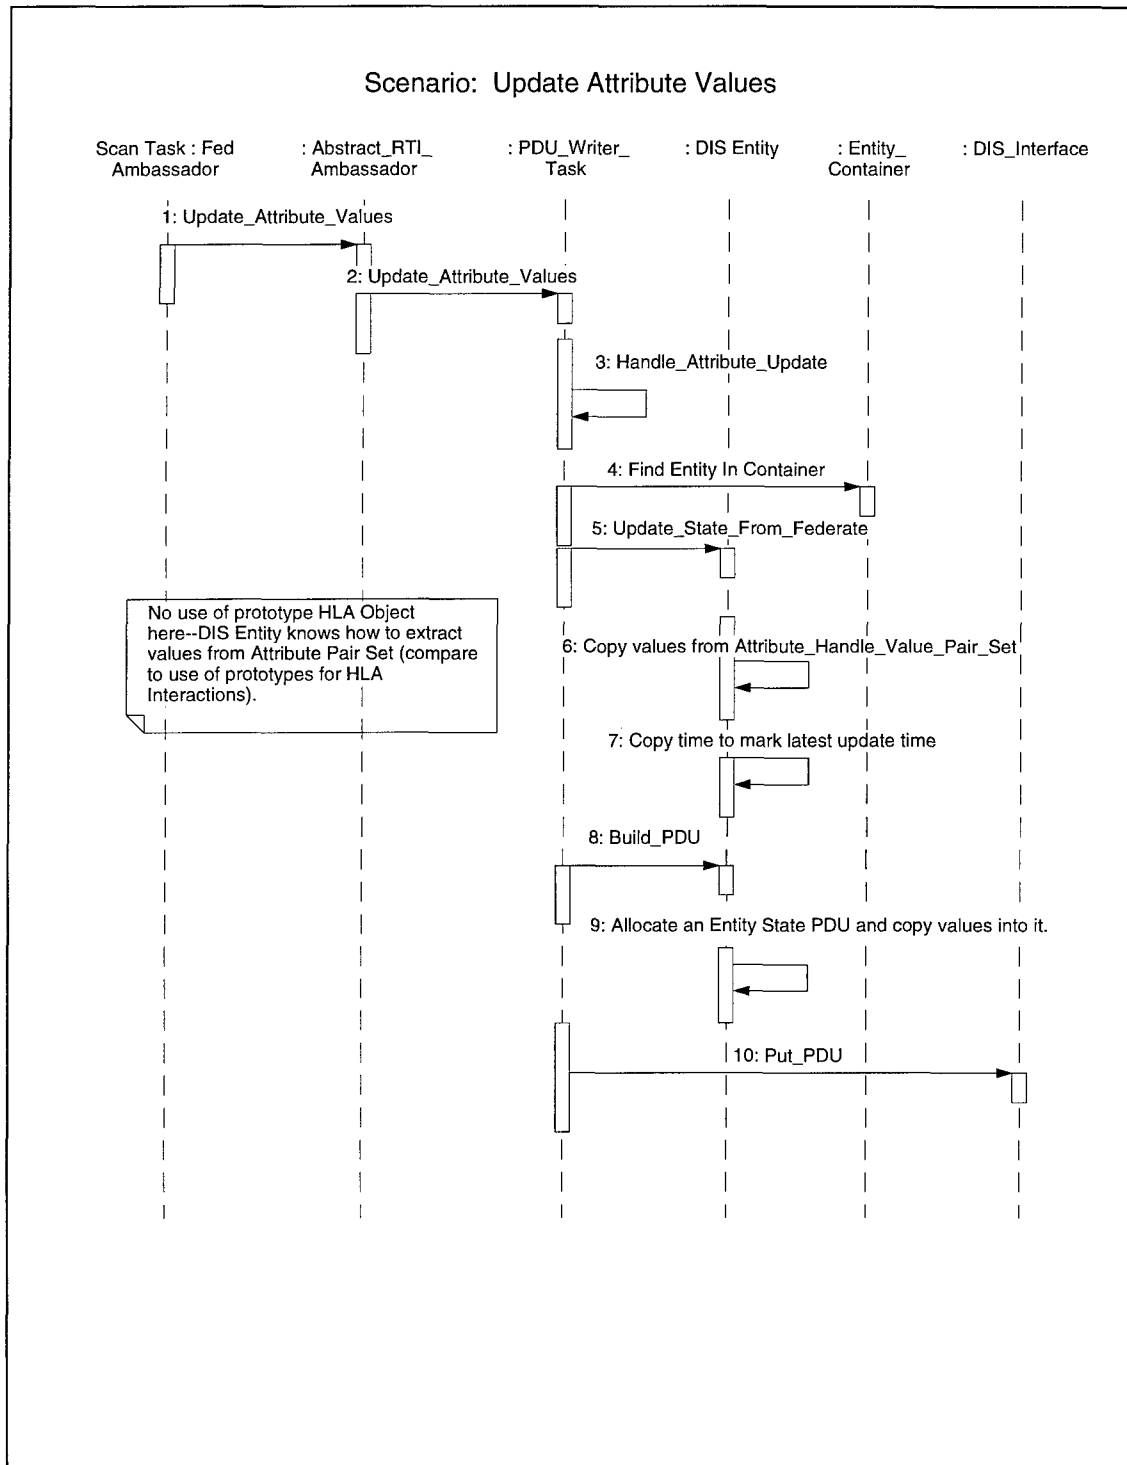 Scenario: Update Attribute Values
Scan Task : Fed
Ambassador
: Abstract_RTI_
Ambassador
: PDU_Writer_
Task
: DIS Entity
: Entity_
Container
: DIS_Interface
1: Update_Attribute_Values
2: Update_Attribute_Values
3: Handle_Attribute_Update
4: Find Entity In Container
5: Update_State_From_Federate
No use of prototype HLA Object
here--DIS Entity knows how to extract
values from Attribute Pair Set (compare
to use of prototypes for HLA
Interactions).
6: Copy values from Attribute_Handle_Value_Pair_Set
7: Copy time to mark latest update time
8: Build_PDU
9: Allocate an Entity State PDU and copy values into it.
10: Put_PDU